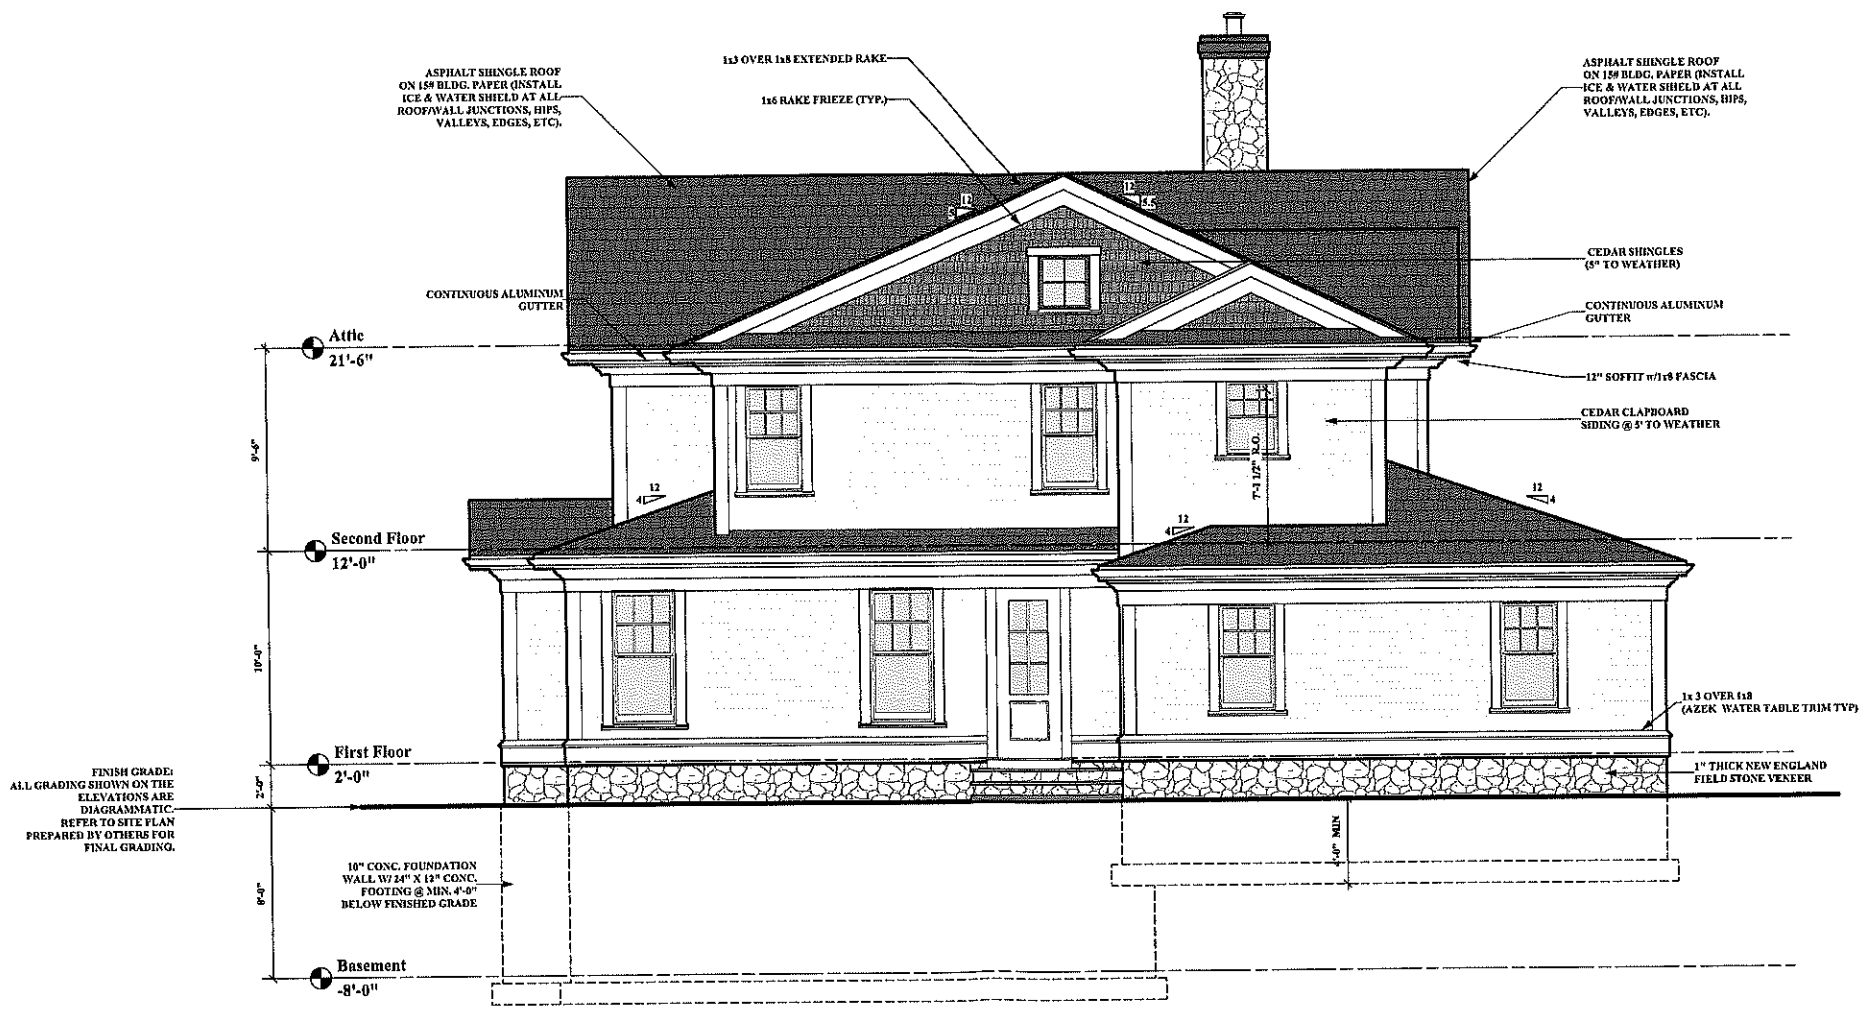 1x3 OVER 1x8 EXTENDED RAKE
1x6 RAKE FRIEZE (TYP.)
ASPHALT SHINGLE ROOF
ON 15# BLDG. PAPER (INSTALL
ICE & WATER SHIELD AT ALL
ROOF/WALL JUNCTIONS, HIPS,
VALLEYS, EDGES, ETC).
ASPHALT SHINGLE ROOF
ON 15# BLDG. PAPER (INSTALL
ICE & WATER SHIELD AT ALL
ROOF/WALL JUNCTIONS, HIPS,
VALLEYS, EDGES, ETC).
12
5
12
8.5
CEDAR SHINGLES
(5" TO WEATHER)
CONTINUOUS ALUMINUM
GUTTER
CONTINUOUS ALUMINUM
GUTTER
Attic
21'-6"
12" SOFFIT w/1x8 FASCIA
CEDAR CLAPBOARD
SIDING @ 5' TO WEATHER
9'-6"
7'-1 1/2" R.O.
12
4
12
4
12
4
Second Floor
12'-0"
10'-0"
1x 3 OVER 1x8
(AZEK WATER TABLE TRIM TYP)
First Floor
2'-0"
2'-0"
1" THICK NEW ENGLAND
FIELD STONE VENEER
FINISH GRADE:
ALL GRADING SHOWN ON THE
ELEVATIONS ARE
DIAGRAMMATIC.
REFER TO SITE PLAN
PREPARED BY OTHERS FOR
FINAL GRADING.
4'-0" MIN
10" CONC. FOUNDATION
WALL W/ 24" X 12" CONC.
FOOTING @ MIN. 4'-0"
BELOW FINISHED GRADE
8'-0"
Basement
-8'-0"